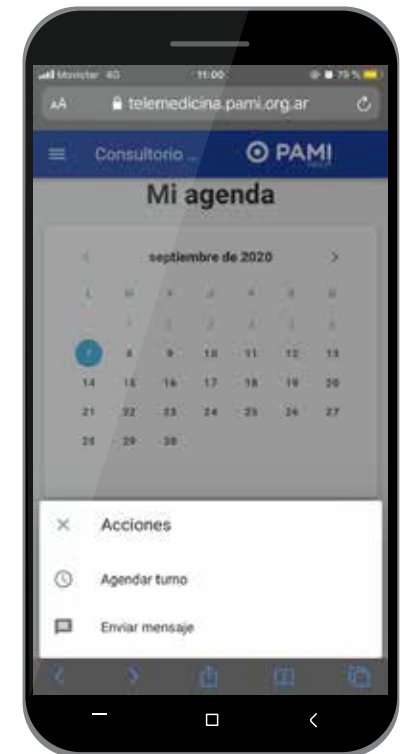 Movistar 4G 11:00 79 %
AA telemedicina.pami.org.ar
Consultorio ... PAMI
Mi agenda
septiembre de 2020
L M
1 2 3 4 5 6
7 8 9 10 11 12 13
14 15 16 17 18 19 20
21 22 23 24 25 26 27
28 29 30
Acciones
Agendar turno
Enviar mensaje